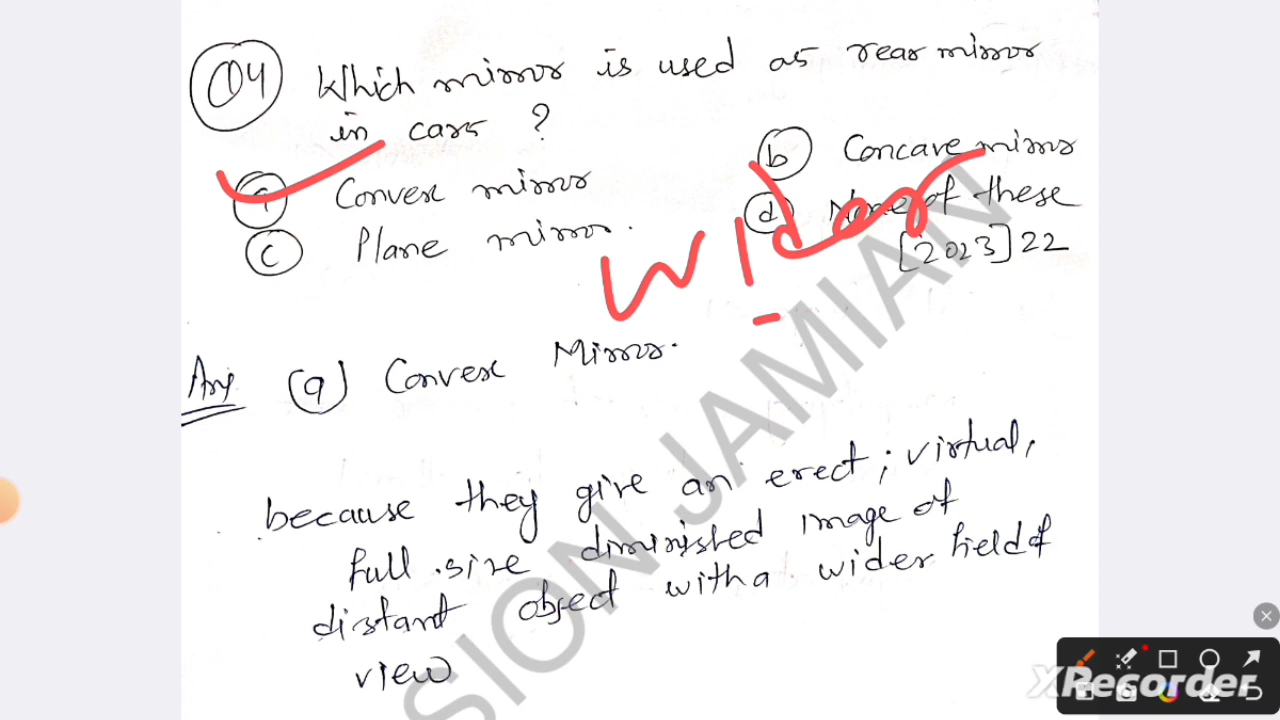 Q4 Which mirror is used as rear mirror
in cars ?
a Convex mirror
b Concave mirror
c Plane mirror.
d None of these
[2023] 22
wider
Ans (a) Convex Mirror.
because they give an erect, virtual,
full size diminished image of
distant object with a wider field of
view
SION JAMIAN
XRecorder